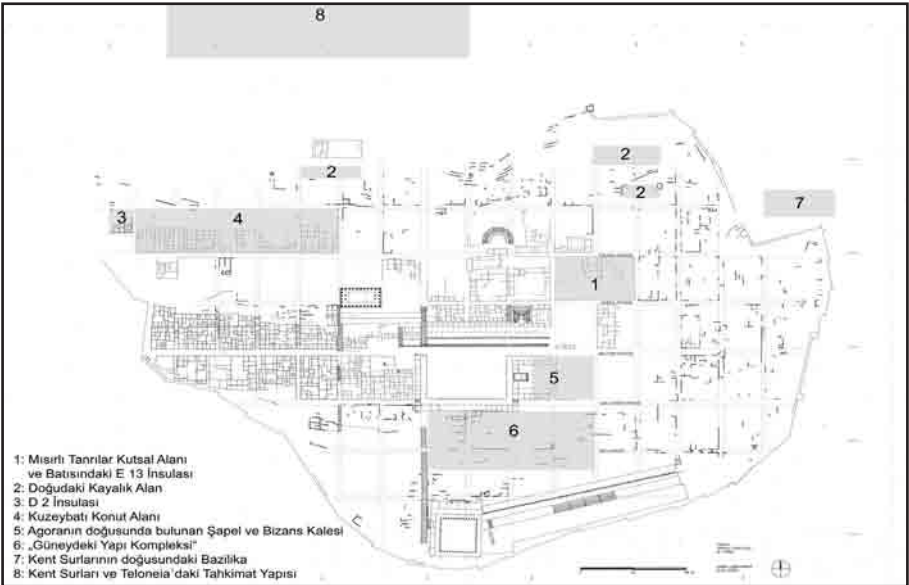 8
2
2
2
7
3
4
1
5
6
1: Mısırlı Tanrılar Kutsal Alanı
ve Batısındaki E 13 İnsulası
2: Doğudaki Kayalık Alan
3: D 2 İnsulası
4: Kuzeybatı Konut Alanı
5: Agoranın doğusunda bulunan Şapel ve Bizans Kalesi
6: „Güneydeki Yapı Kompleksi“
7: Kent Surlarının doğusundaki Bazilika
8: Kent Surları ve Teloneia'daki Tahkimat Yapısı